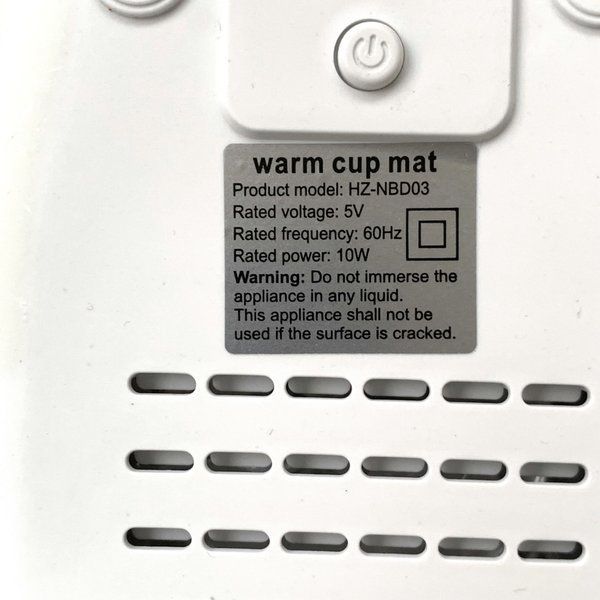 warm cup mat
Product model: HZ-NBD03
Rated voltage: 5V
Rated frequency: 60Hz
Rated power: 10W
Warning: Do not immerse the
appliance in any liquid.
This appliance shall not be
used if the surface is cracked.